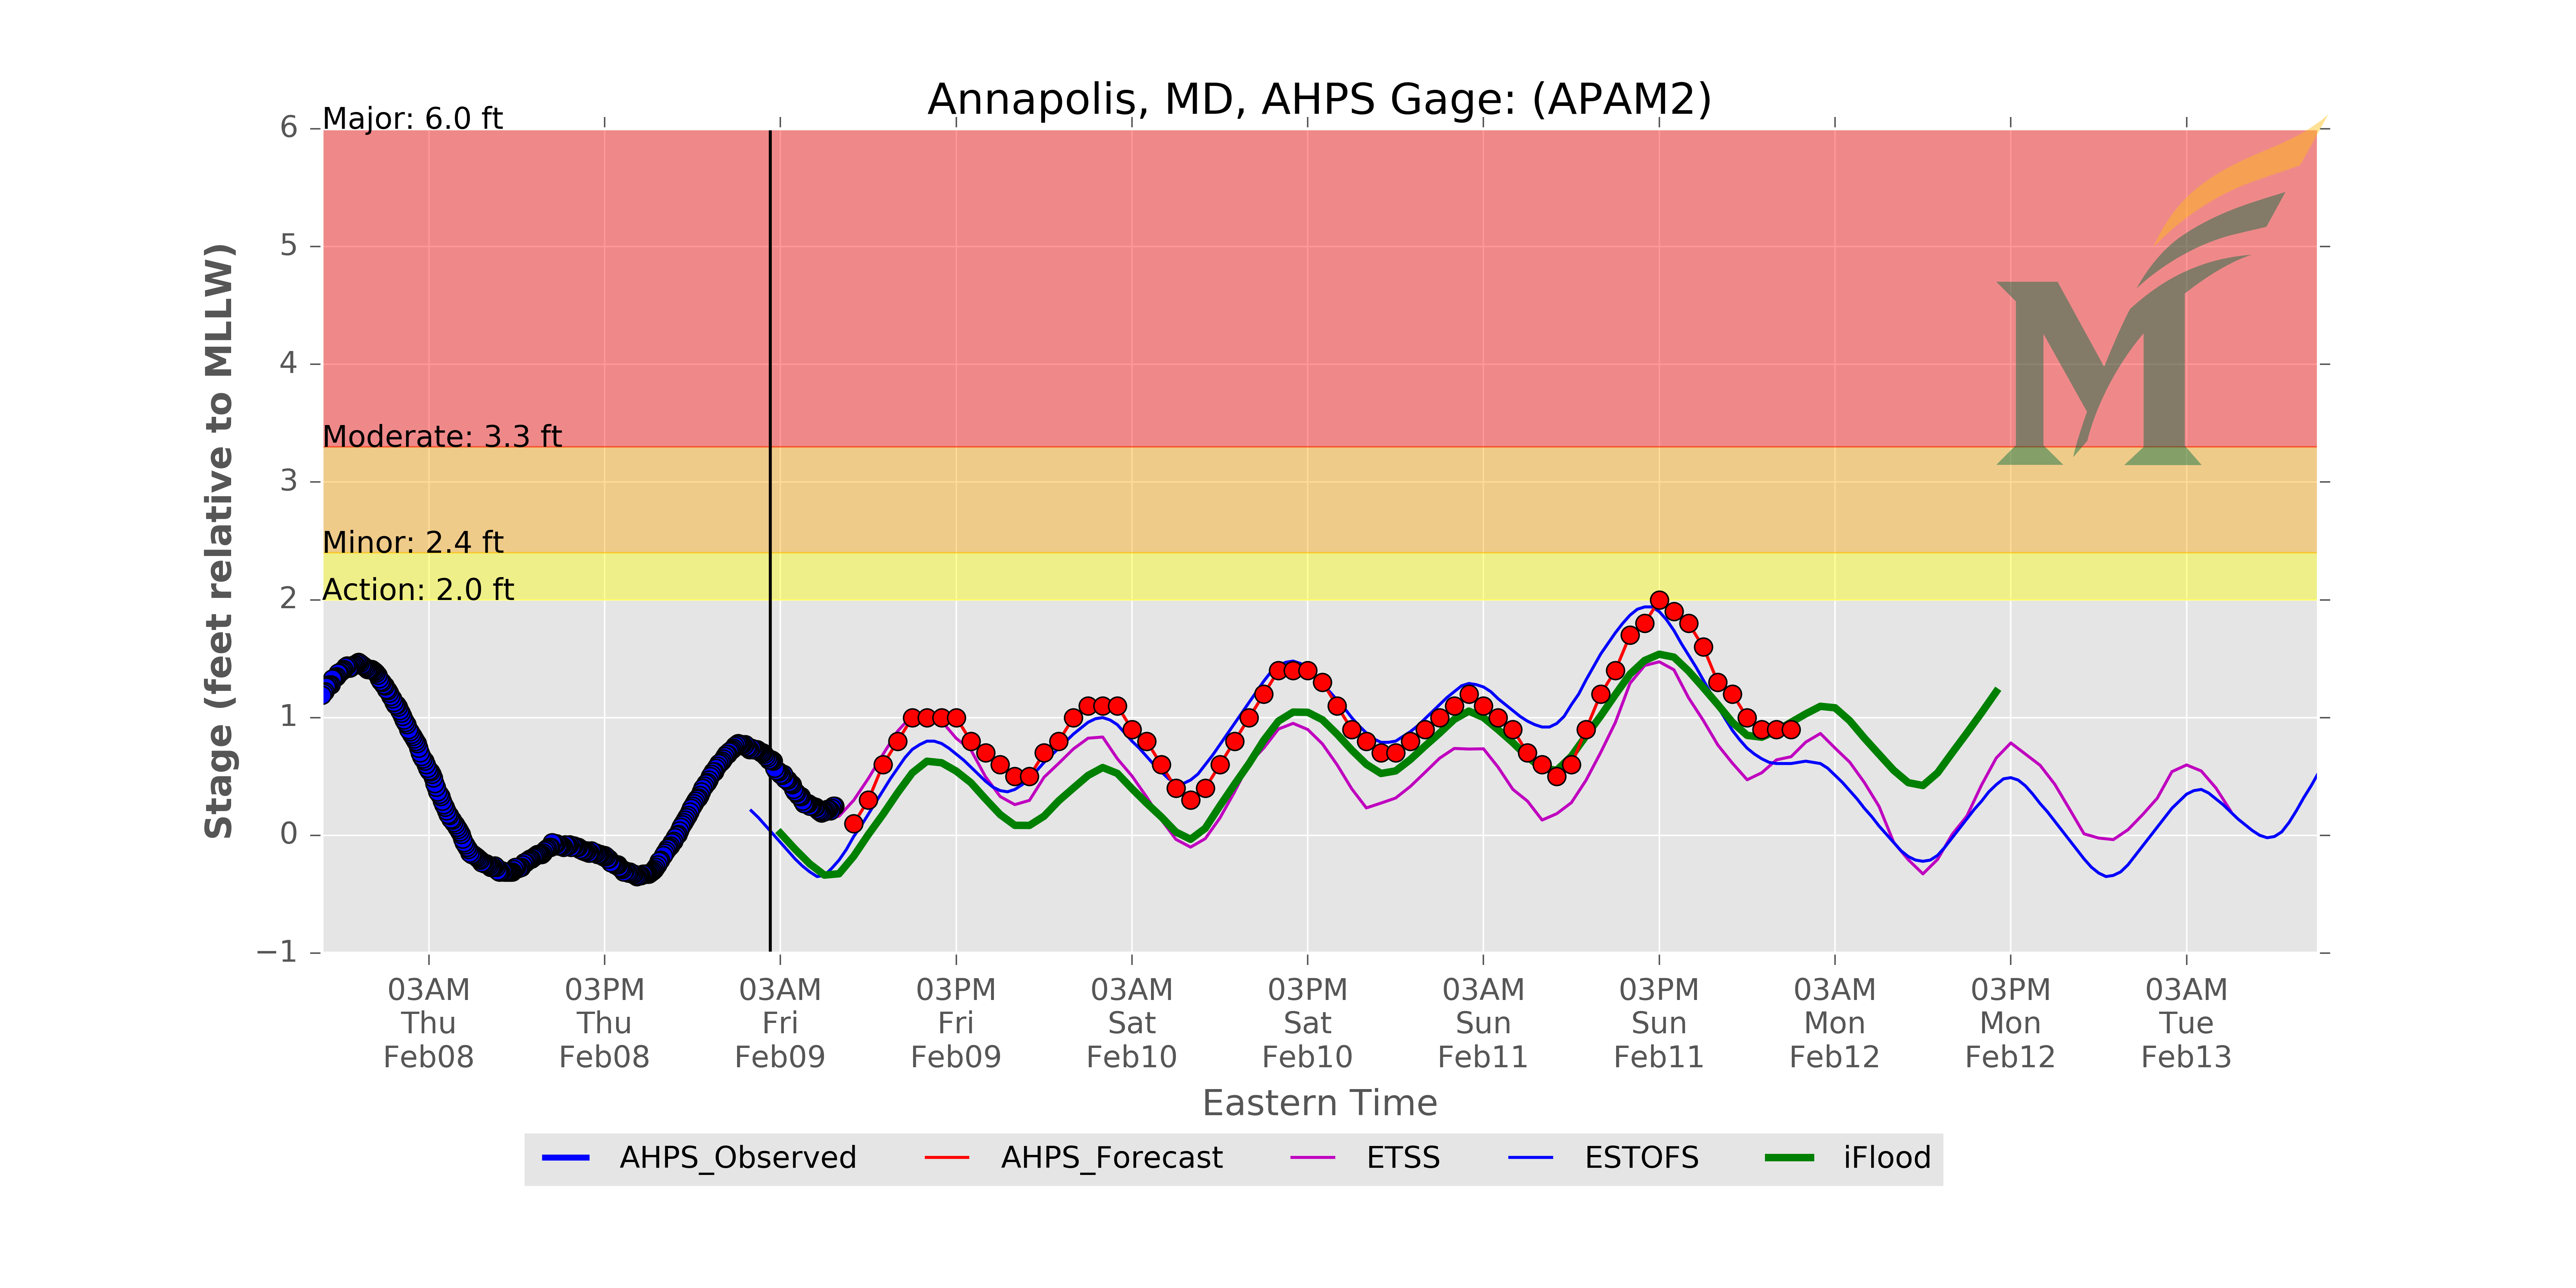 Annapolis, MD, AHPS Gage: (APAM2)
Stage (feet relative to MLLW)
6
5
4
3
2
1
0
−1
Major: 6.0 ft
Moderate: 3.3 ft
Minor: 2.4 ft
Action: 2.0 ft
03AM
Thu
Feb08
03PM
Thu
Feb08
03AM
Fri
Feb09
03PM
Fri
Feb09
03AM
Sat
Feb10
03PM
Sat
Feb10
03AM
Sun
Feb11
03PM
Sun
Feb11
03AM
Mon
Feb12
03PM
Mon
Feb12
03AM
Tue
Feb13
Eastern Time
AHPS_Observed
AHPS_Forecast
ETSS
ESTOFS
iFlood